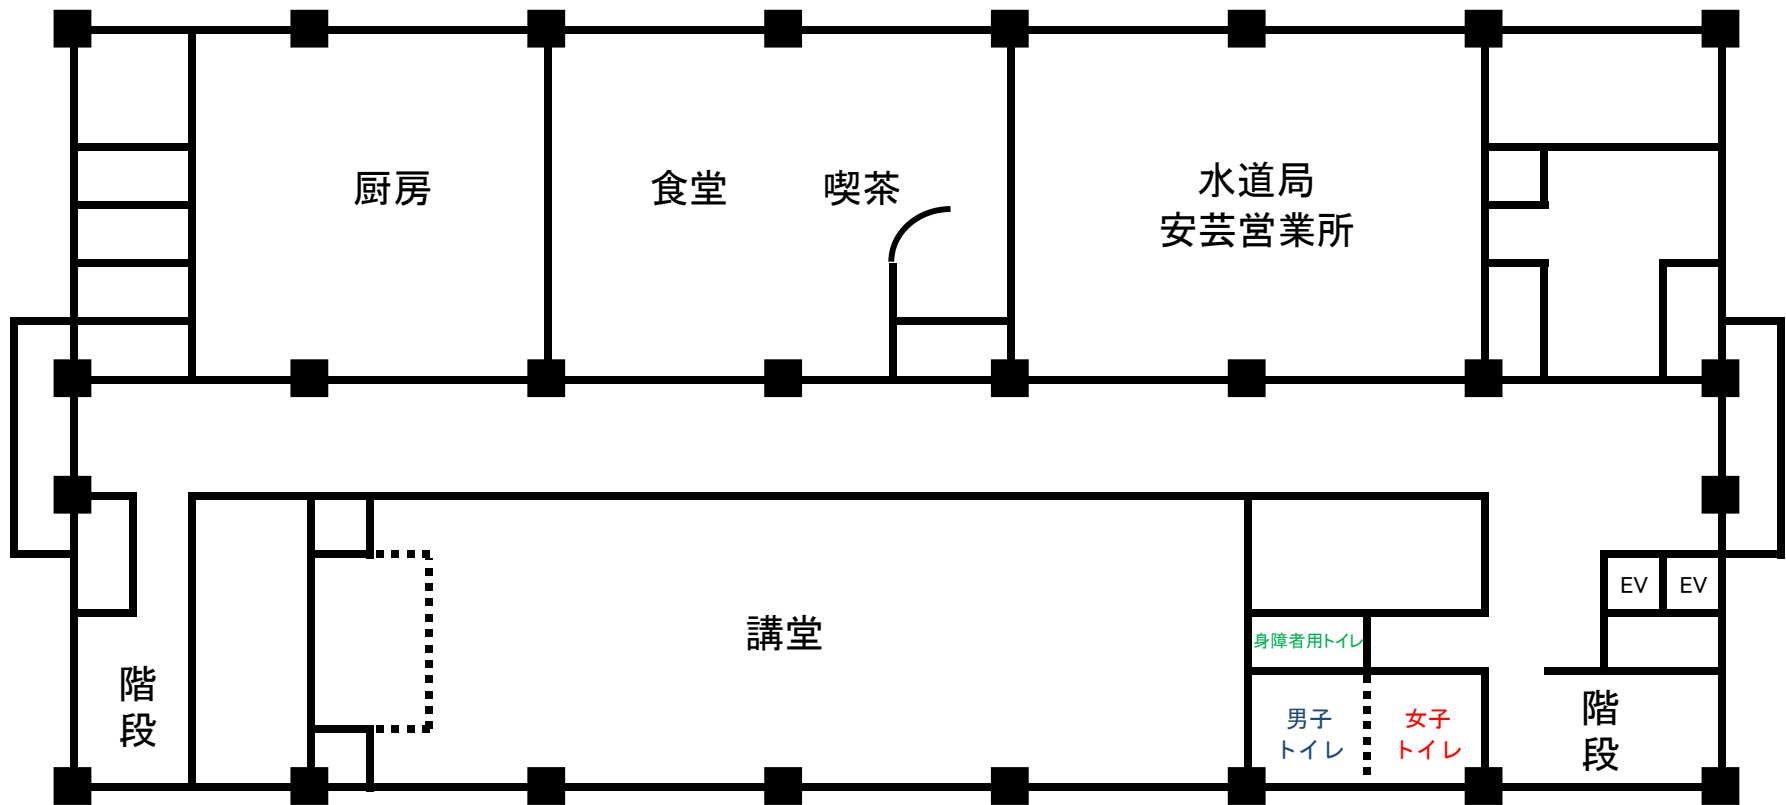 厨房
食堂
喫茶
水道局
安芸営業所
EV
EV
講堂
身障者用トイレ
階
段
男子
トイレ
女子
トイレ
階
段